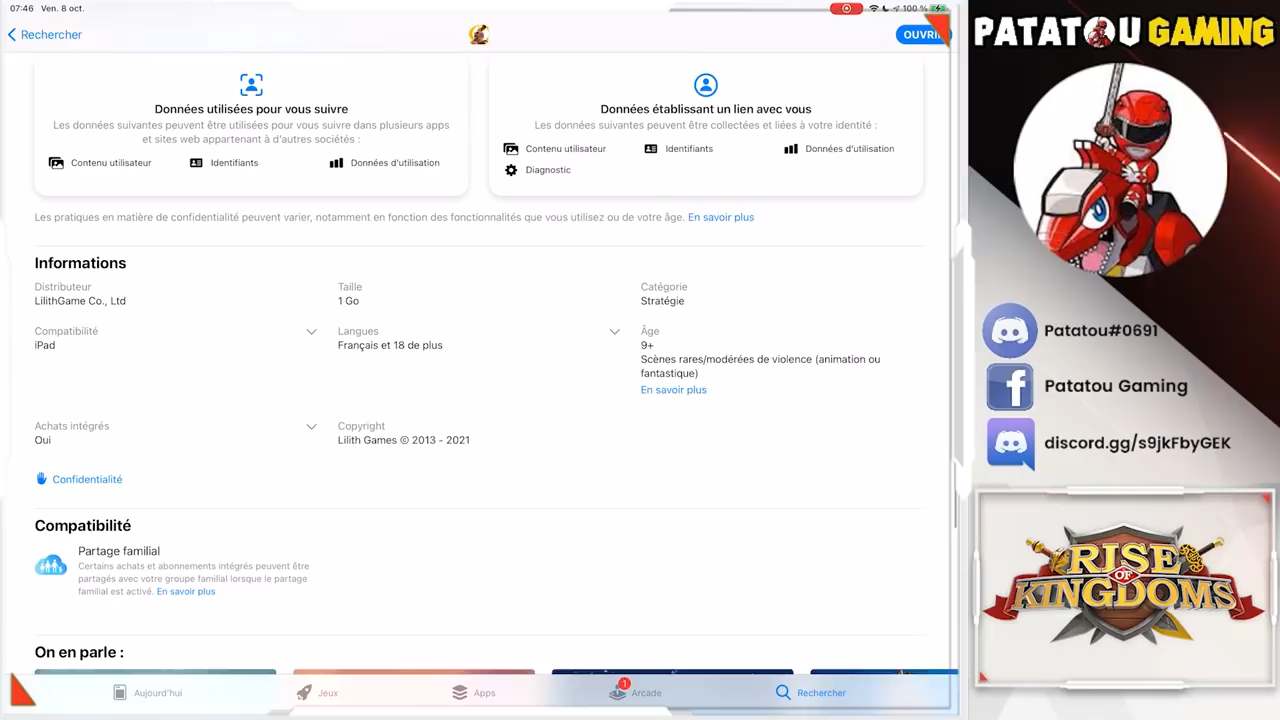 07:46 Ven. 8 oct.
100 %
Rechercher
OUVRI
Données utilisées pour vous suivre
Les données suivantes peuvent être utilisées pour vous suivre dans plusieurs apps
et sites web appartenant à d'autres sociétés :
Contenu utilisateur
Identifiants
Données d'utilisation
Données établissant un lien avec vous
Les données suivantes peuvent être collectées et liées à votre identité :
Contenu utilisateur
Identifiants
Données d'utilisation
Diagnostic
Les pratiques en matière de confidentialité peuvent varier, notamment en fonction des fonctionnalités que vous utilisez ou de votre âge. En savoir plus
Informations
Distributeur
LilithGame Co., Ltd
Taille
1 Go
Catégorie
Stratégie
Compatibilité
iPad
Langues
Français et 18 de plus
Âge
9+
Scènes rares/modérées de violence (animation ou
fantastique)
En savoir plus
Achats intégrés
Oui
Copyright
Lilith Games © 2013 - 2021
Confidentialité
Compatibilité
Partage familial
Certains achats et abonnements intégrés peuvent être
partagés avec votre groupe familial lorsque le partage
familial est activé. En savoir plus
On en parle :
Aujourd'hui
Jeux
Apps
1
Arcade
Rechercher
PATATOU GAMING
Patatou#0691
Patatou Gaming
discord.gg/s9jkFbyGEK
RISE
OF
KINGDOMS